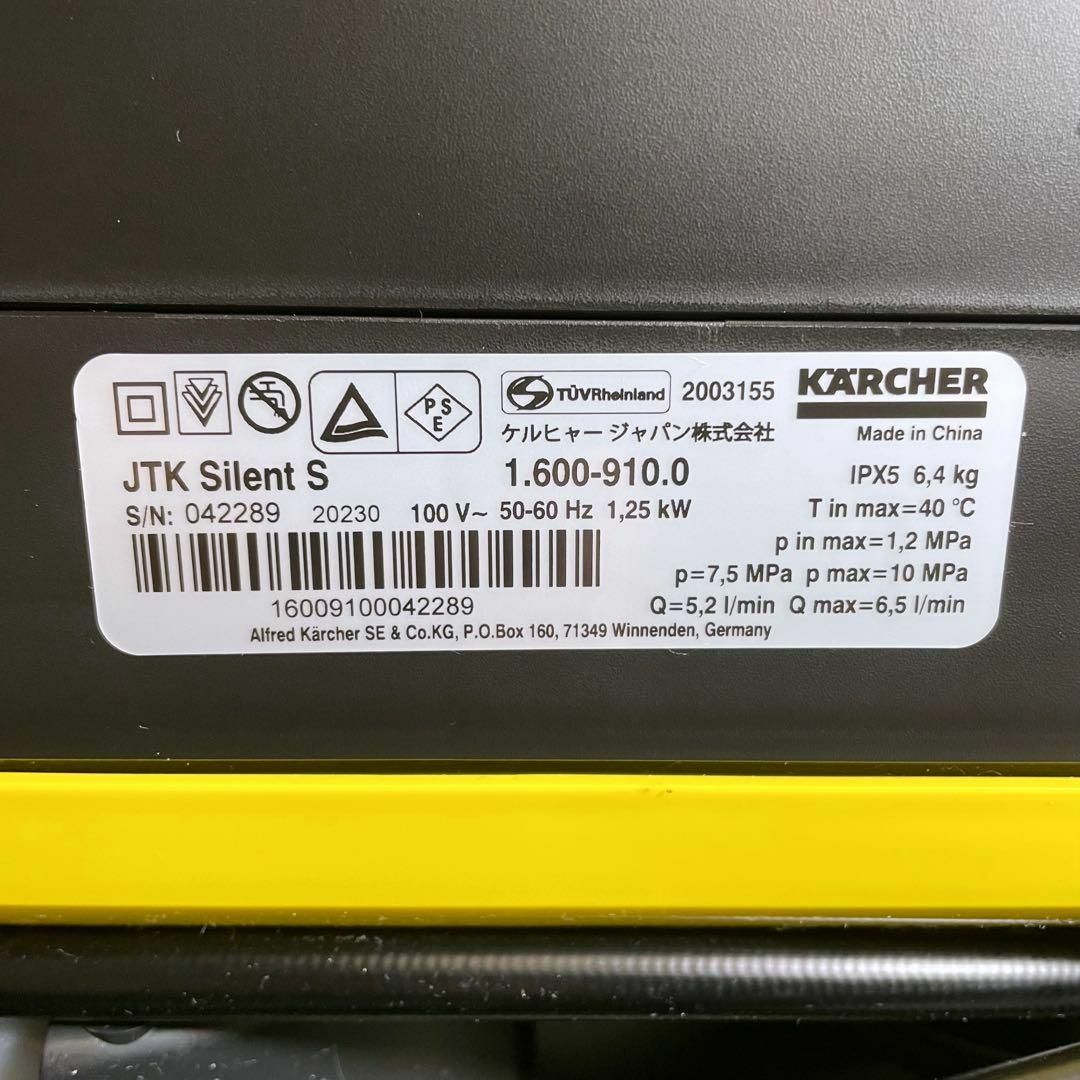 PS
E
TÜVRheinland 2003155
KÄRCHER
ケルヒャー ジャパン株式会社
Made in China
JTK Silent S 1.600-910.0
IPX5 6,4 kg
S/N: 042289 20230 100 V~ 50-60 Hz 1,25 kW
T in max=40 °C
p in max=1,2 MPa
p=7,5 MPa p max=10 MPa
16009100042289
Q=5,2 l/min Q max=6,5 l/min
Alfred Kärcher SE & Co.KG, P.O.Box 160, 71349 Winnenden, Germany